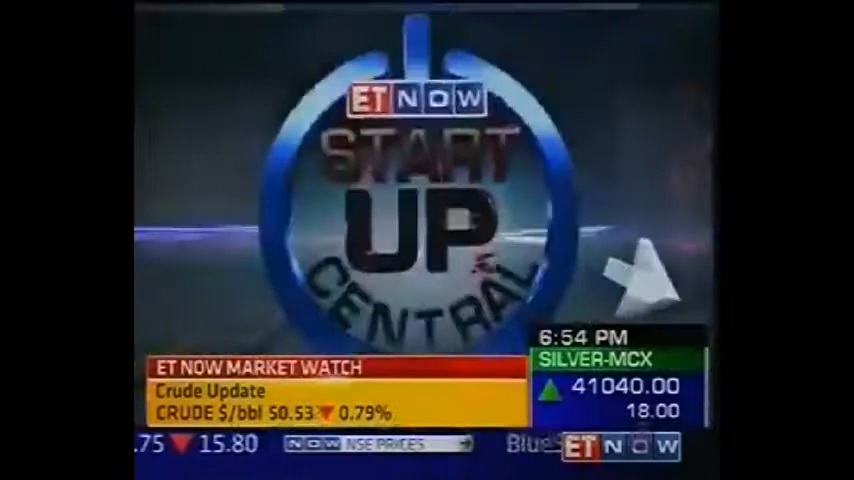 ET NOW
START
UP
CENTRAL
6:54 PM
SILVER-MCX
41040.00
18.00
ET NOW MARKET WATCH
Crude Update
CRUDE $/bbl 50.53 0.79%
.75 15.80 NOW NSE PRICES
ET NOW